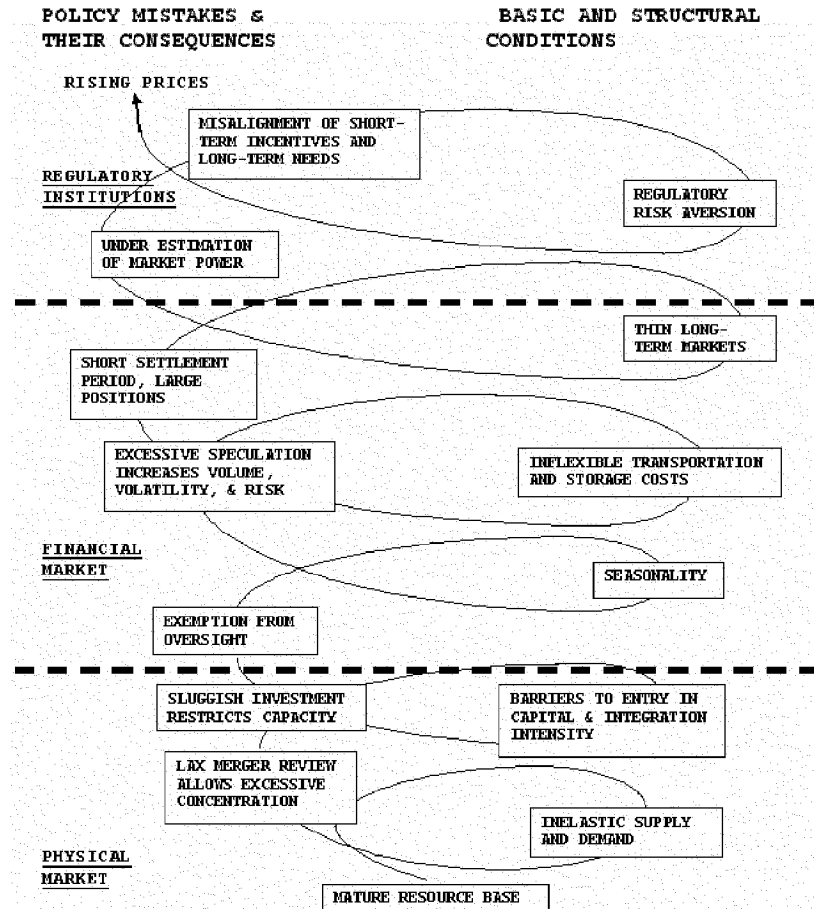 POLICY MISTAKES &
THEIR CONSEQUENCES
BASIC AND STRUCTURAL
CONDITIONS
RISING PRICES
MISALIGNMENT OF SHORT-
TERM INCENTIVES AND
LONG-TERM NEEDS
REGULATORY
INSTITUTIONS
REGULATORY
RISK AVERSION
UNDER ESTIMATION
OF MARKET POWER
THIN LONG-
TERM MARKETS
SHORT SETTLEMENT
PERIOD, LARGE
POSITIONS
EXCESSIVE SPECULATION
INCREASES VOLUME,
VOLATILITY, & RISK
INFLEXIBLE TRANSPORTATION
AND STORAGE COSTS
FINANCIAL
MARKET
SEASONALITY
EXEMPTION FROM
OVERSIGHT
SLUGGISH INVESTMENT
RESTRICTS CAPACITY
BARRIERS TO ENTRY IN
CAPITAL & INTEGRATION
INTENSITY
LAX MERGER REVIEW
ALLOWS EXCESSIVE
CONCENTRATION
INELASTIC SUPPLY
AND DEMAND
PHYSICAL
MARKET
MATURE RESOURCE BASE